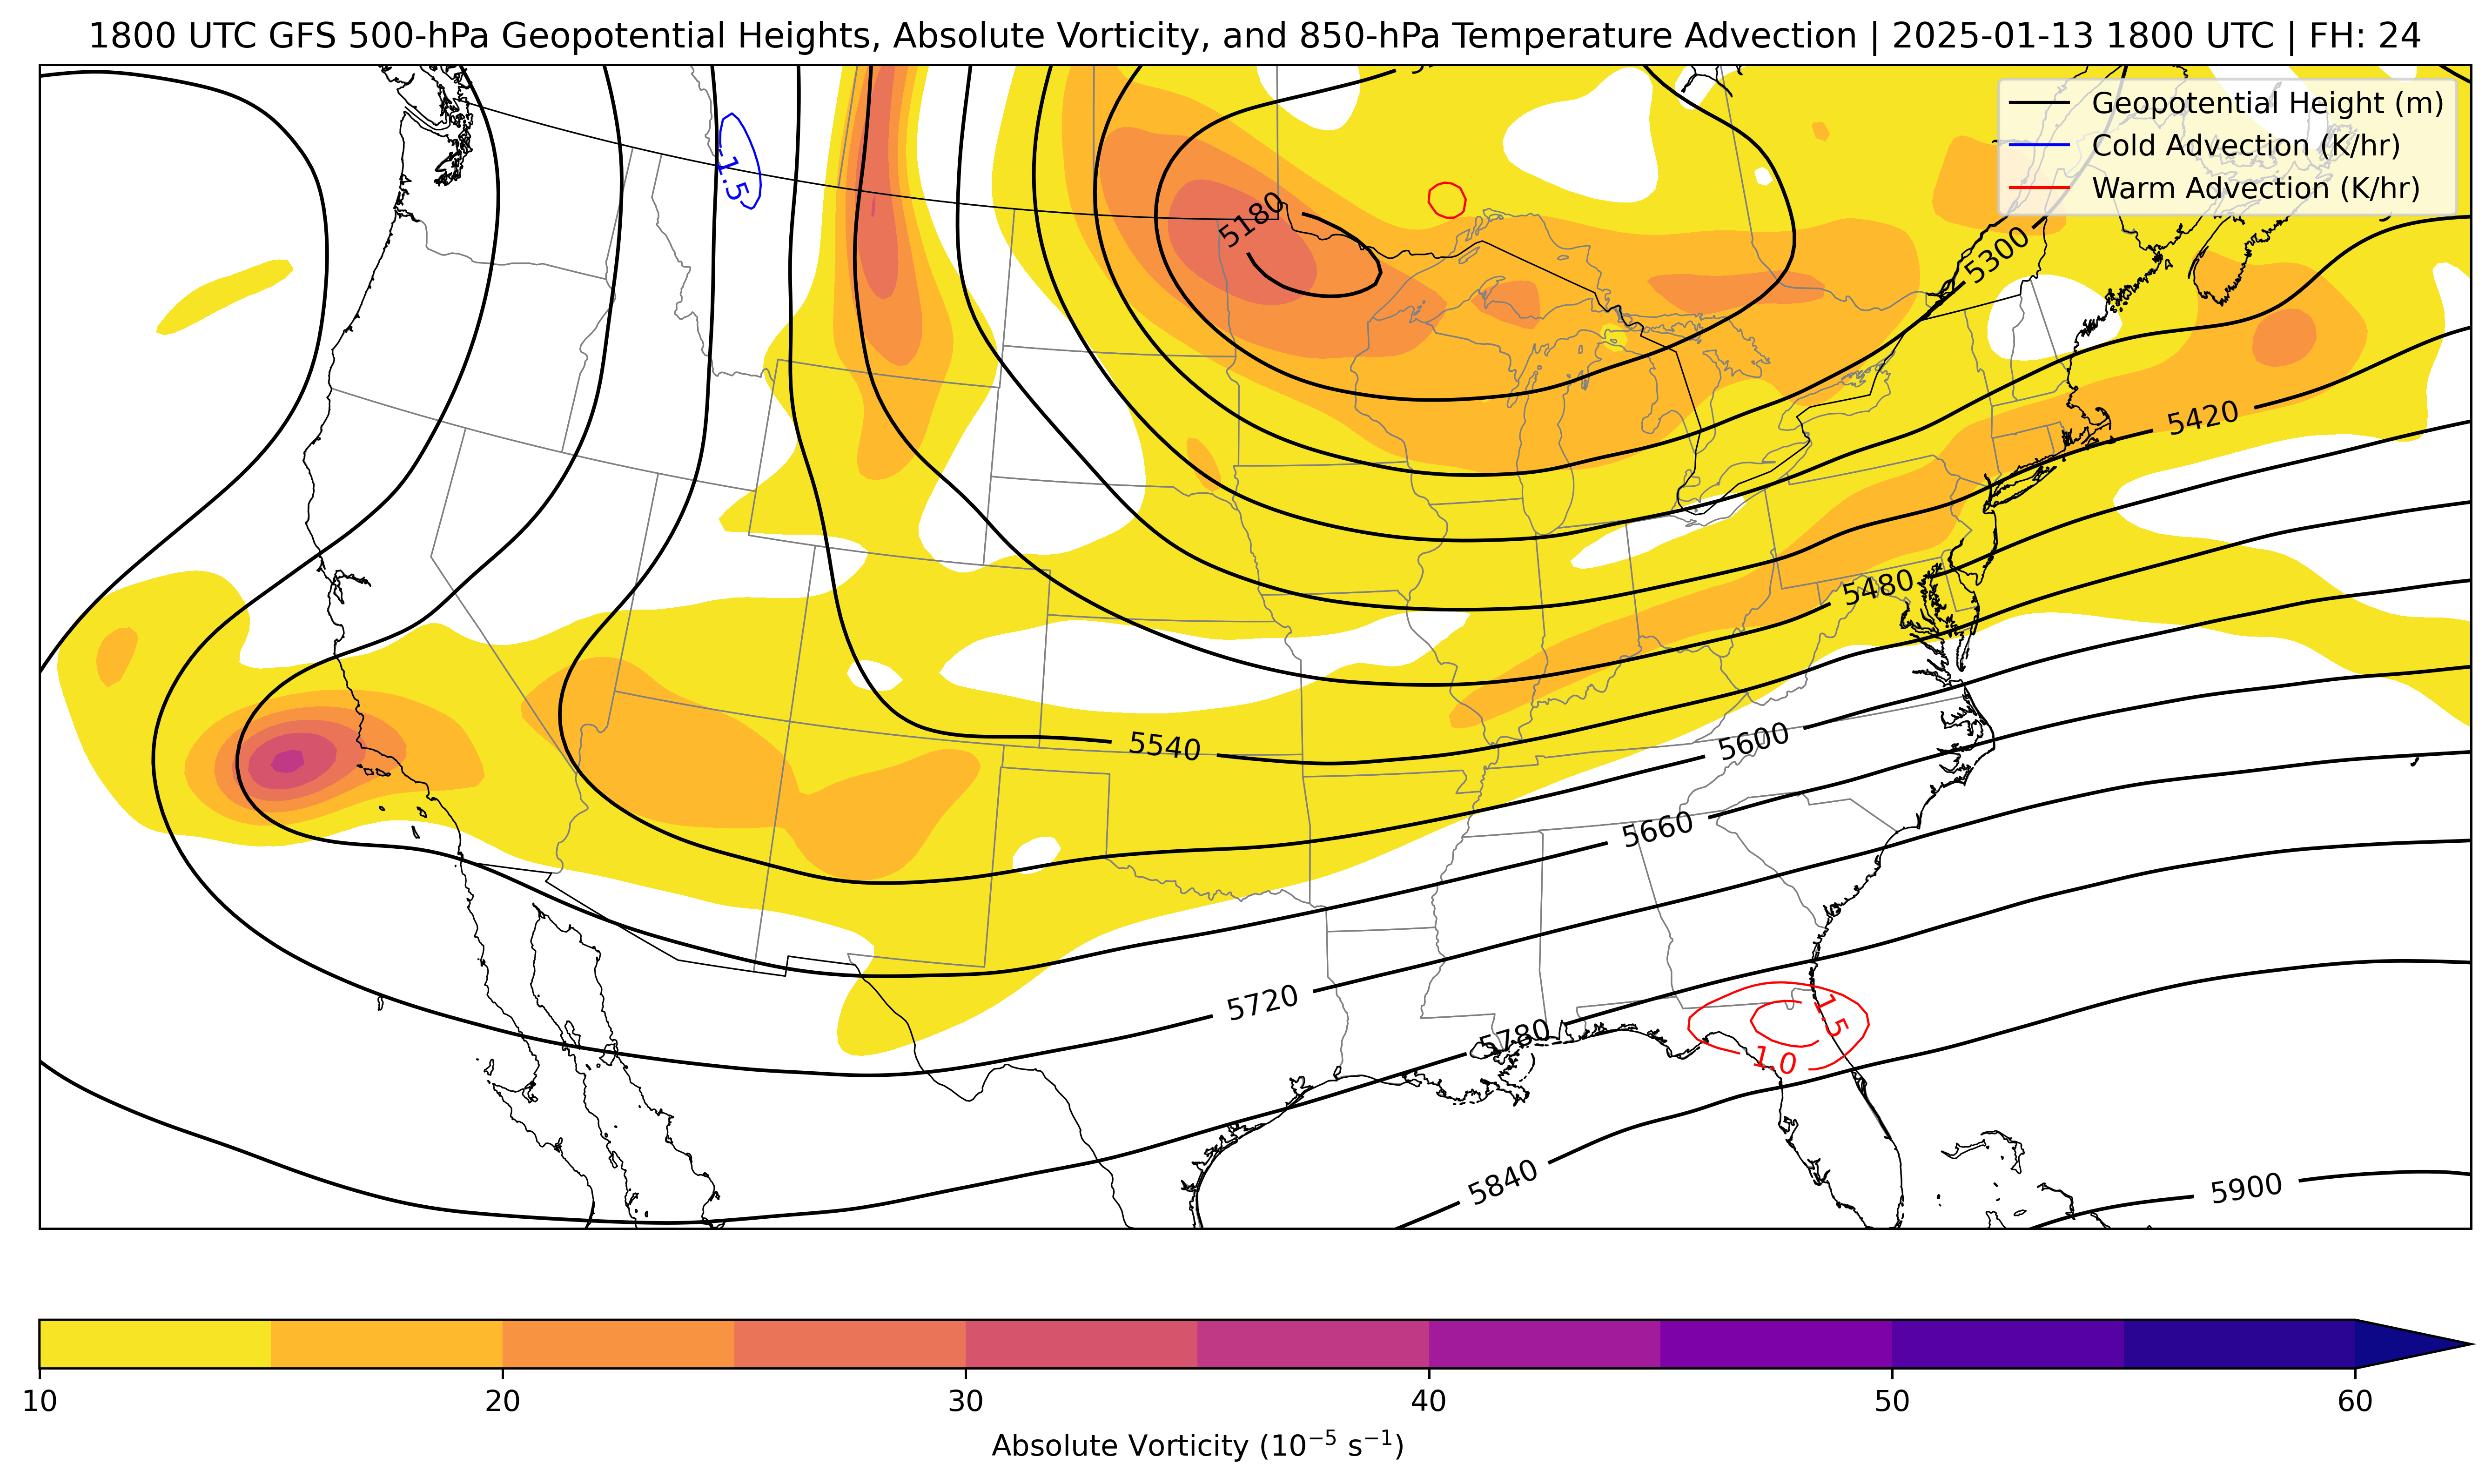 1800 UTC GFS 500-hPa Geopotential Heights, Absolute Vorticity, and 850-hPa Temperature Advection | 2025-01-13 1800 UTC | FH: 24
Geopotential Height (m)
Cold Advection (K/hr)
Warm Advection (K/hr)
-1.5
5180
5300
5420
5480
5540
5600
5660
5720
5780
1.5
1.0
5840
5900
10 20 30 40 50 60
Absolute Vorticity (10⁻⁵ s⁻¹)